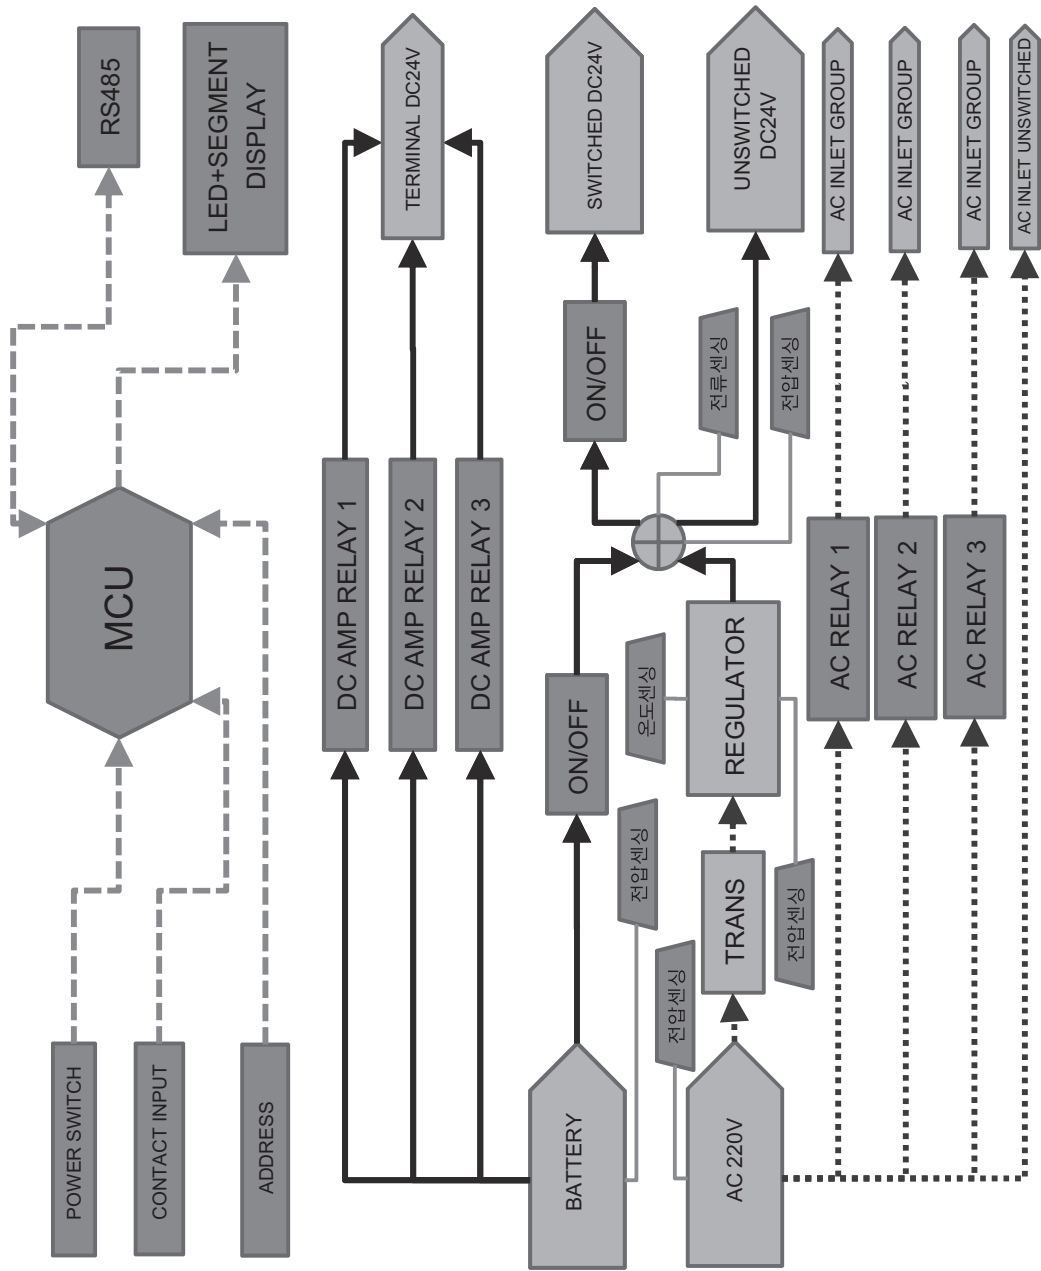 POWER SWITCH
CONTACT INPUT
ADDRESS
MCU
RS485
LED+SEGMENT
DISPLAY
DC AMP RELAY 1
DC AMP RELAY 2
DC AMP RELAY 3
TERMINAL DC24V
BATTERY
전압센싱
ON/OFF
ON/OFF
SWITCHED DC24V
AC 220V
전압센싱
TRANS
전압센싱
REGULATOR
온도센싱
전류센싱
전압센싱
UNSWITCHED
DC24V
AC RELAY 1
AC RELAY 2
AC RELAY 3
AC INLET GROUP
AC INLET GROUP
AC INLET GROUP
AC INLET UNSWITCHED